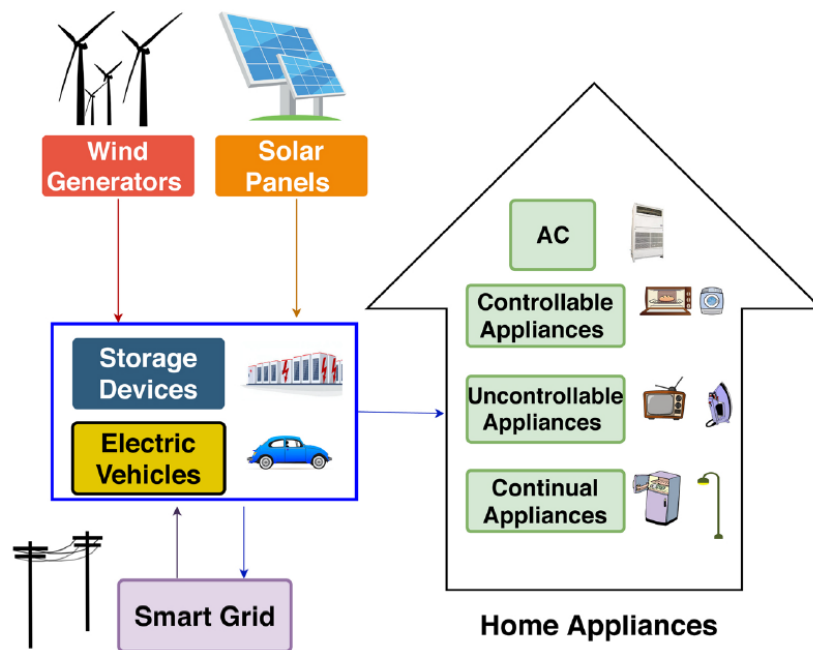 Wind
Generators
Solar
Panels
AC
Controllable
Appliances
Storage
Devices
Uncontrollable
Appliances
Electric
Vehicles
Continual
Appliances
Smart Grid
Home Appliances